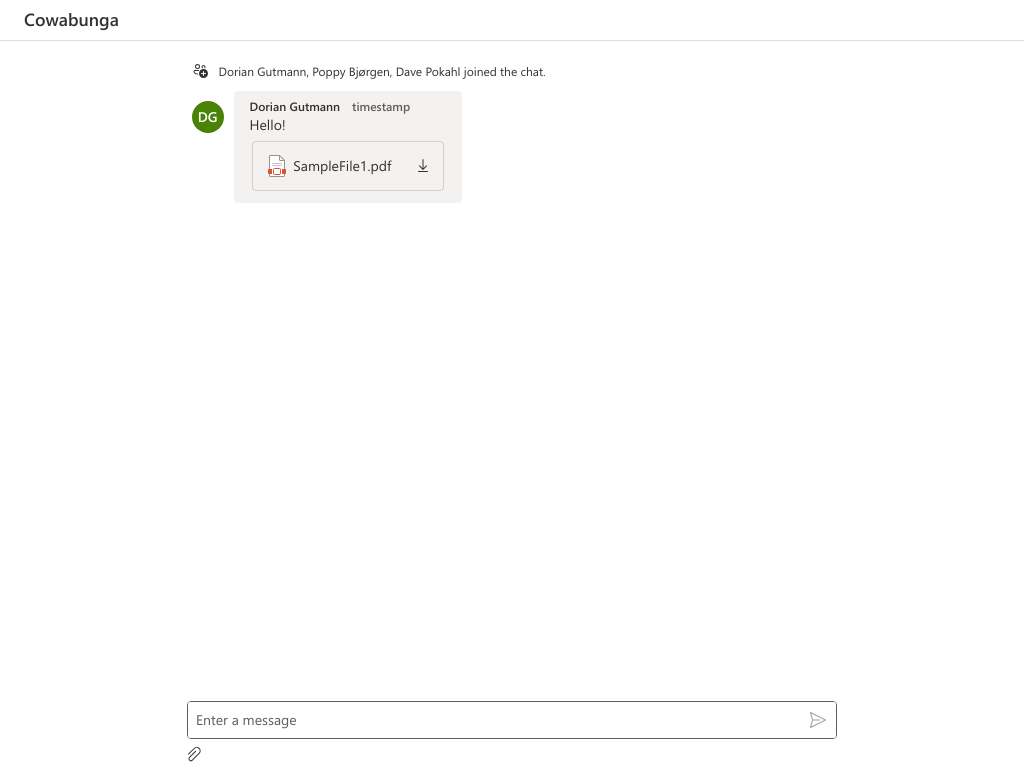 Cowabunga
Dorian Gutmann, Poppy Bjørgen, Dave Pokahl joined the chat.
DG
Dorian Gutmann timestamp
Hello!
SampleFile1.pdf
Enter a message